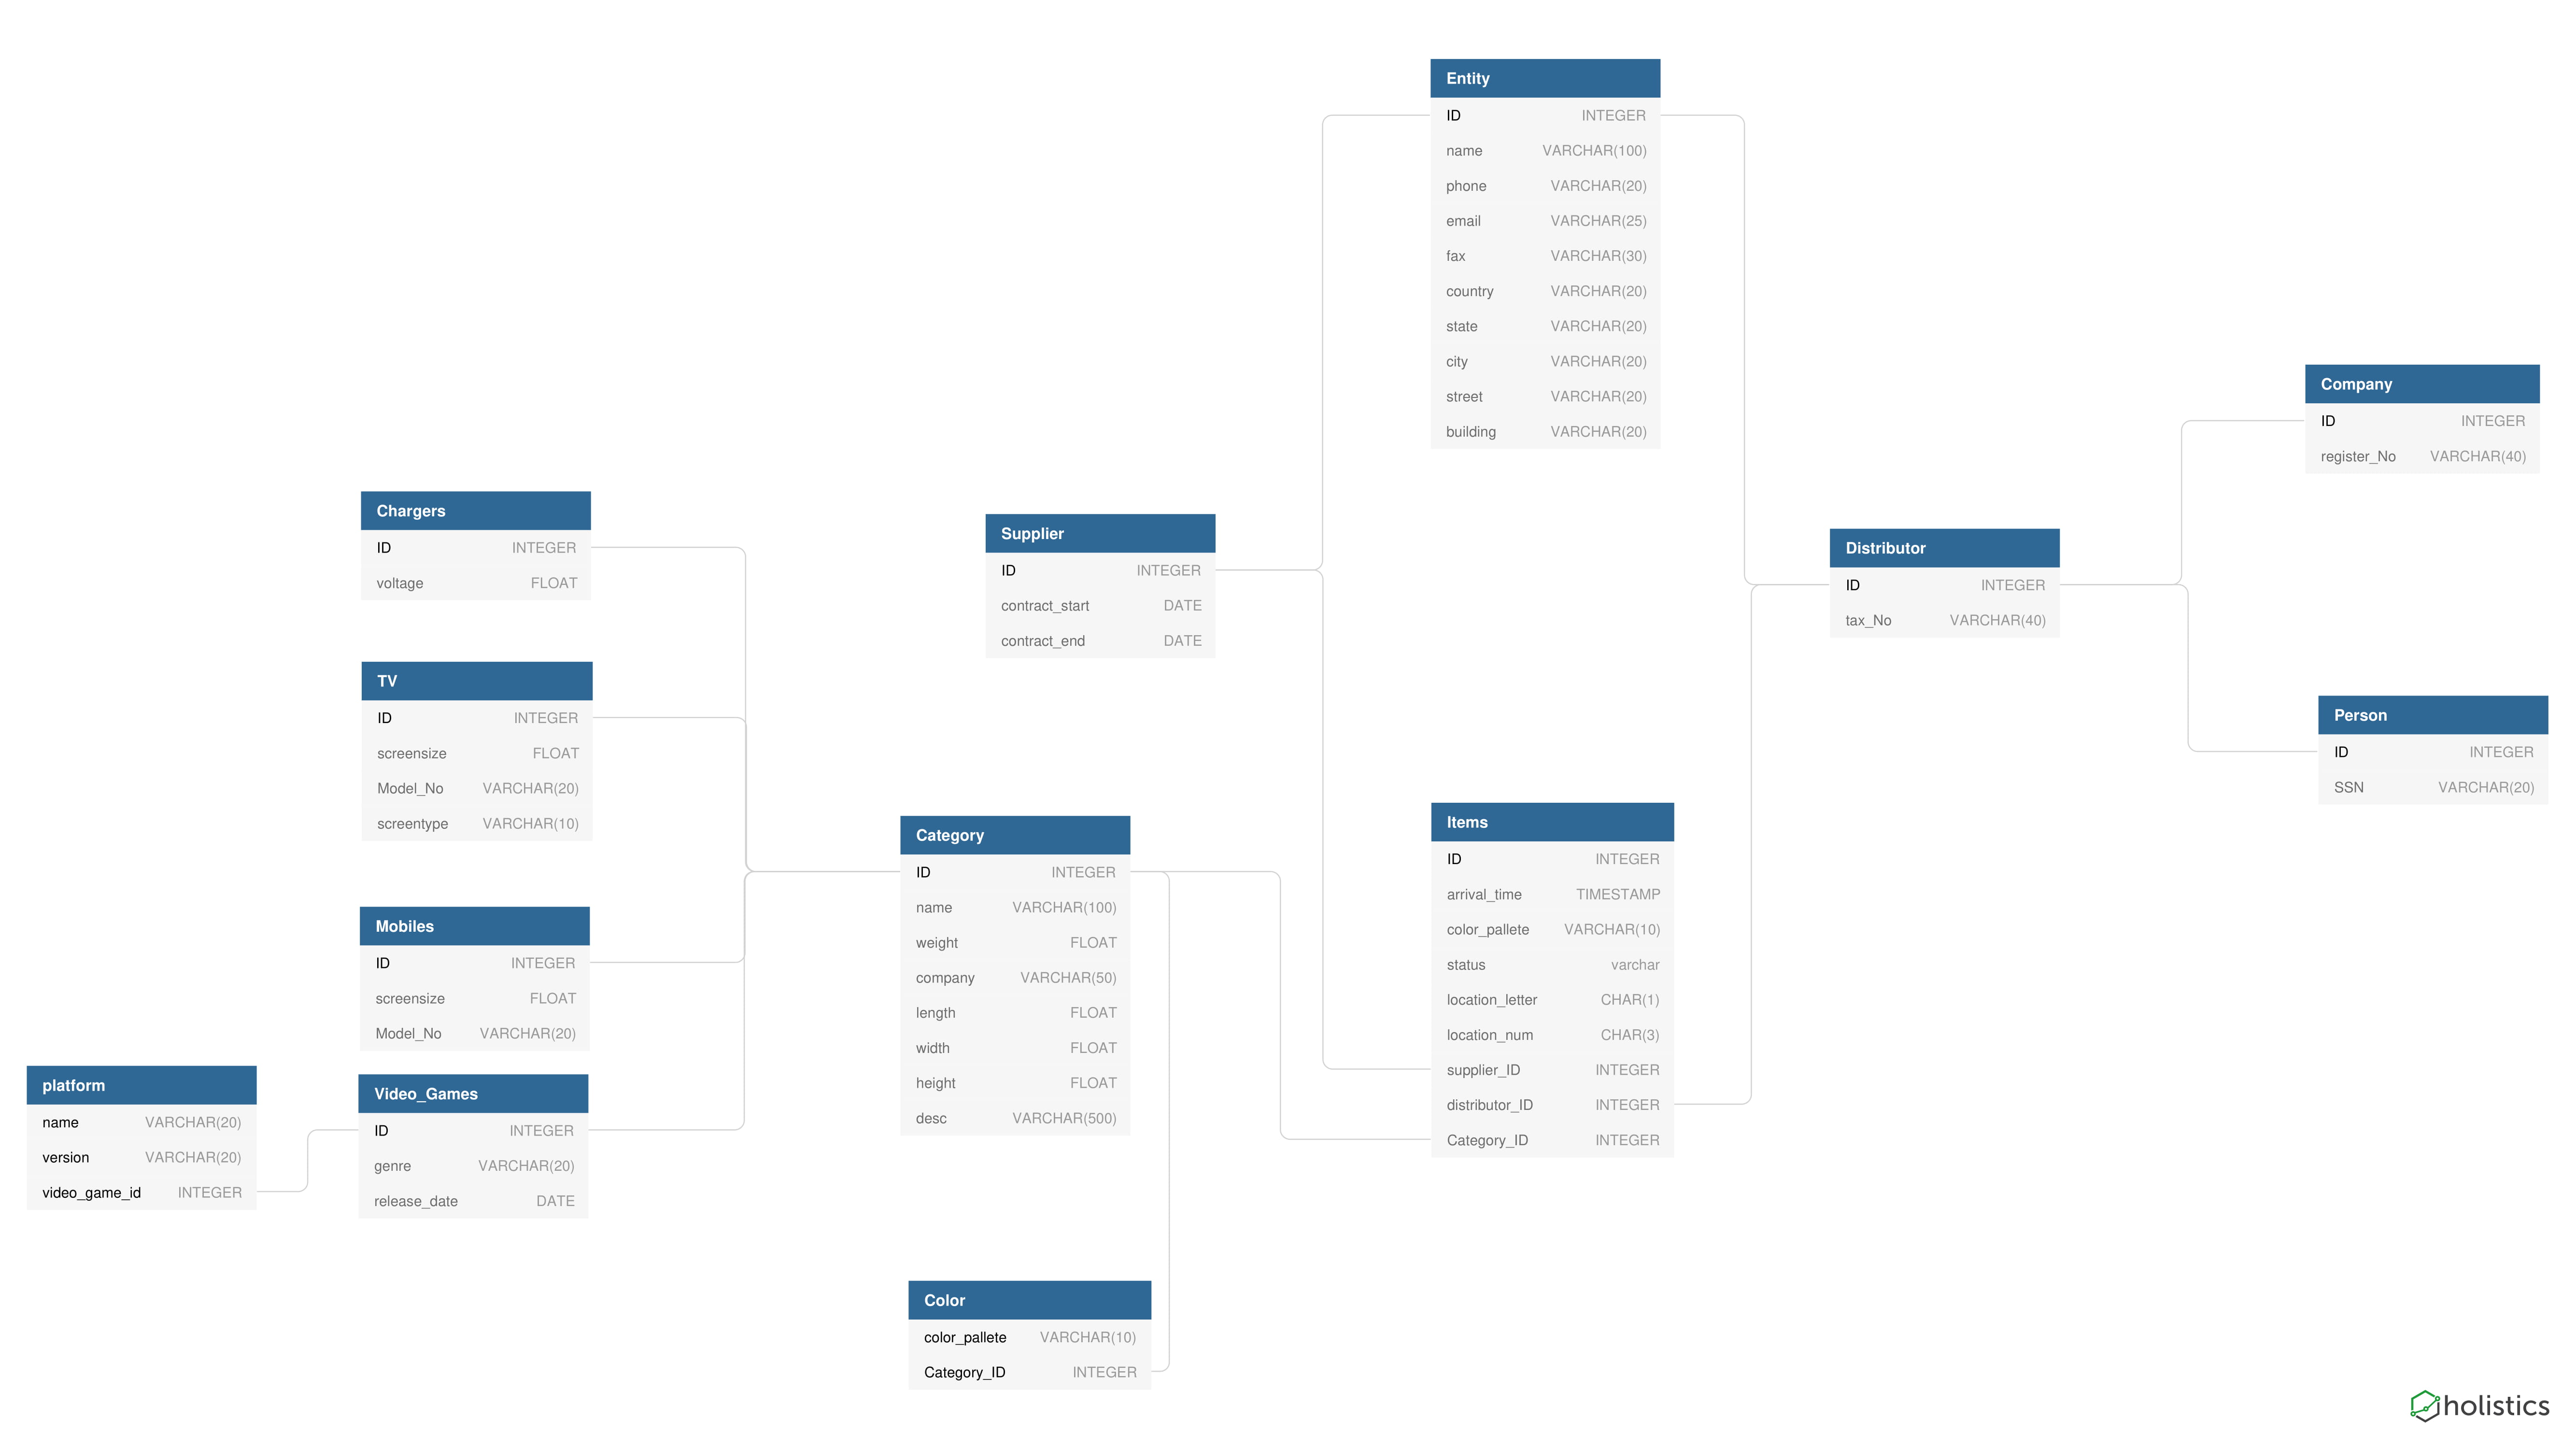 Entity
ID INTEGER
name VARCHAR(100)
phone VARCHAR(20)
email VARCHAR(25)
fax VARCHAR(30)
country VARCHAR(20)
state VARCHAR(20)
city VARCHAR(20)
street VARCHAR(20)
building VARCHAR(20)
Company
ID INTEGER
register_No VARCHAR(40)
Chargers
ID INTEGER
voltage FLOAT
Supplier
ID INTEGER
contract_start DATE
contract_end DATE
Distributor
ID INTEGER
tax_No VARCHAR(40)
TV
ID INTEGER
screensize FLOAT
Model_No VARCHAR(20)
screentype VARCHAR(10)
Person
ID INTEGER
SSN VARCHAR(20)
Category
ID INTEGER
name VARCHAR(100)
weight FLOAT
company VARCHAR(50)
length FLOAT
width FLOAT
height FLOAT
desc VARCHAR(500)
Items
ID INTEGER
arrival_time TIMESTAMP
color_pallete VARCHAR(10)
status varchar
location_letter CHAR(1)
location_num CHAR(3)
supplier_ID INTEGER
distributor_ID INTEGER
Category_ID INTEGER
Mobiles
ID INTEGER
screensize FLOAT
Model_No VARCHAR(20)
platform
name VARCHAR(20)
version VARCHAR(20)
video_game_id INTEGER
Video_Games
ID INTEGER
genre VARCHAR(20)
release_date DATE
Color
color_pallete VARCHAR(10)
Category_ID INTEGER
holistics